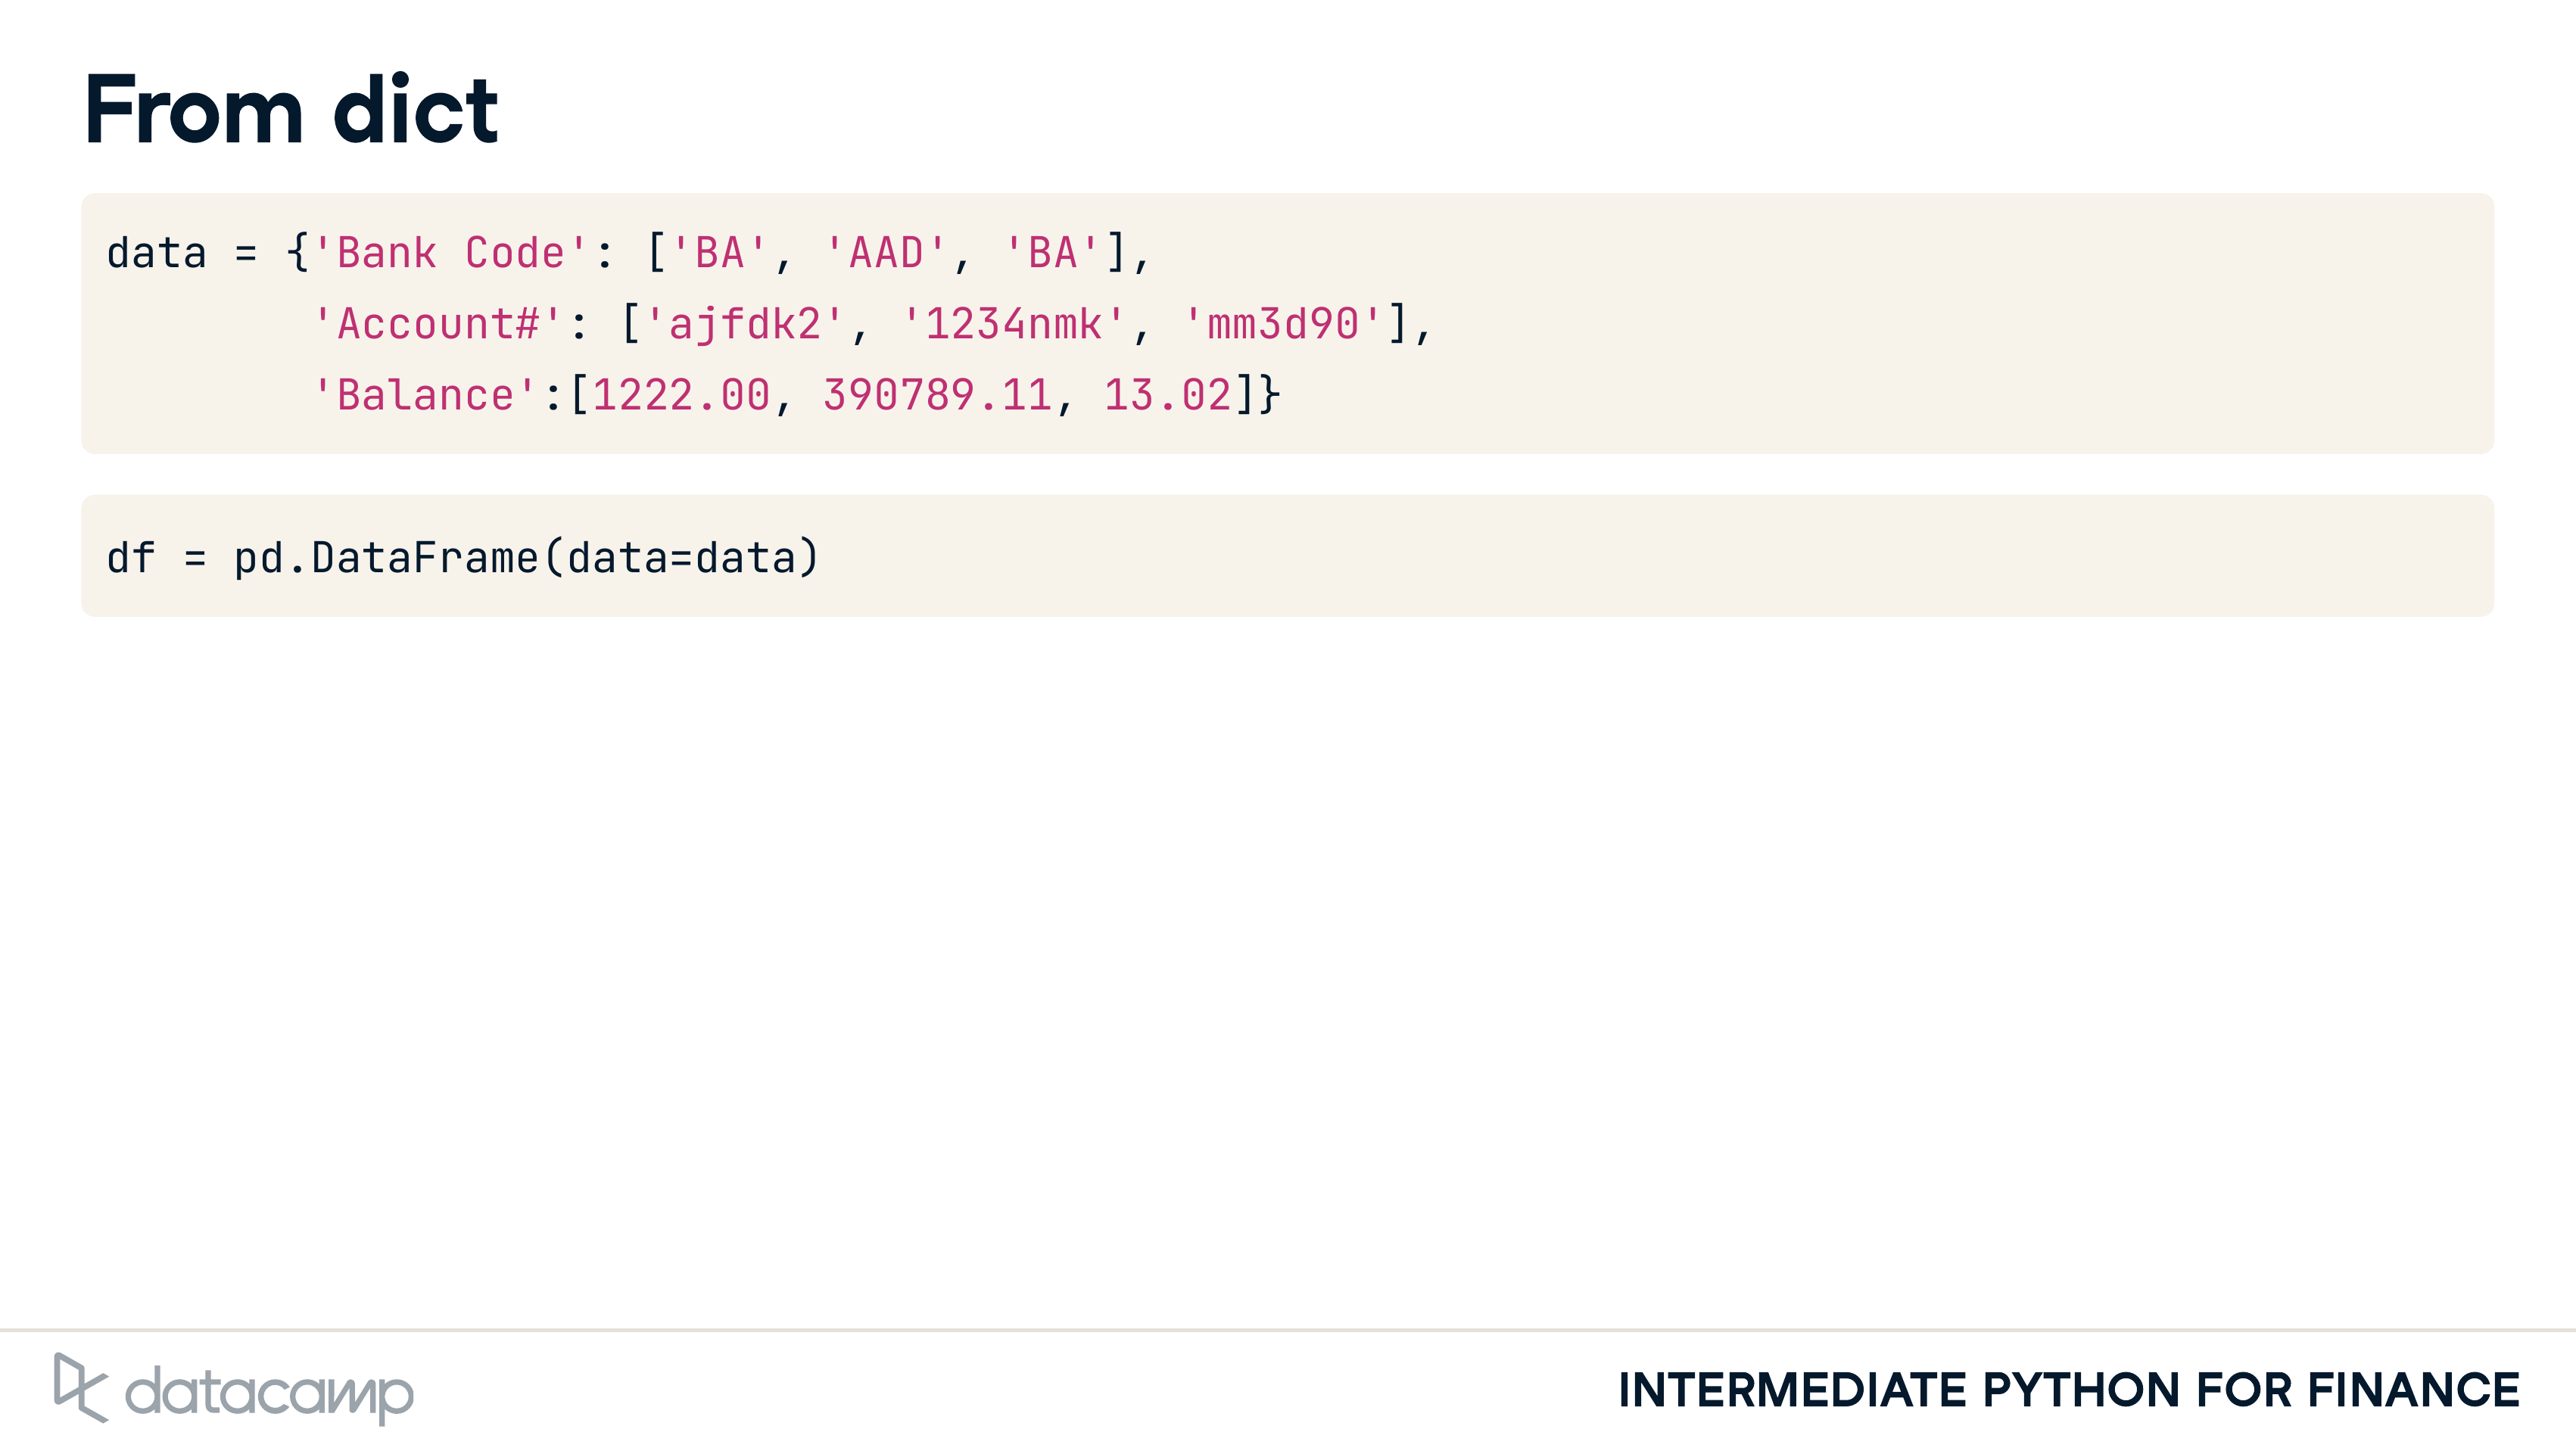 From dict
data = {'Bank Code': ['BA', 'AAD', 'BA'],
'Account#': ['ajfdk2', '1234nmk', 'mm3d90'],
'Balance':[1222.00, 390789.11, 13.02]}
df = pd.DataFrame(data=data)
datacamp
INTERMEDIATE PYTHON FOR FINANCE